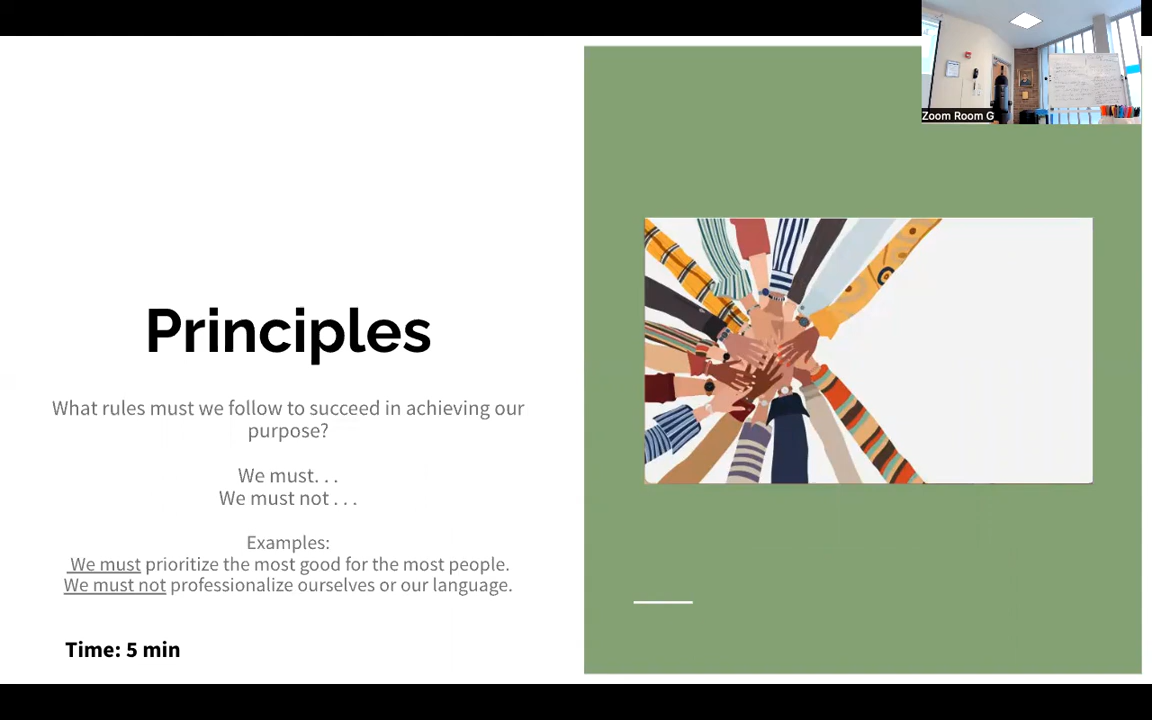 Zoom Room G
Principles
What rules must we follow to succeed in achieving our
purpose?
We must. . .
We must not . . .
Examples:
We must prioritize the most good for the most people.
We must not professionalize ourselves or our language.
Time: 5 min